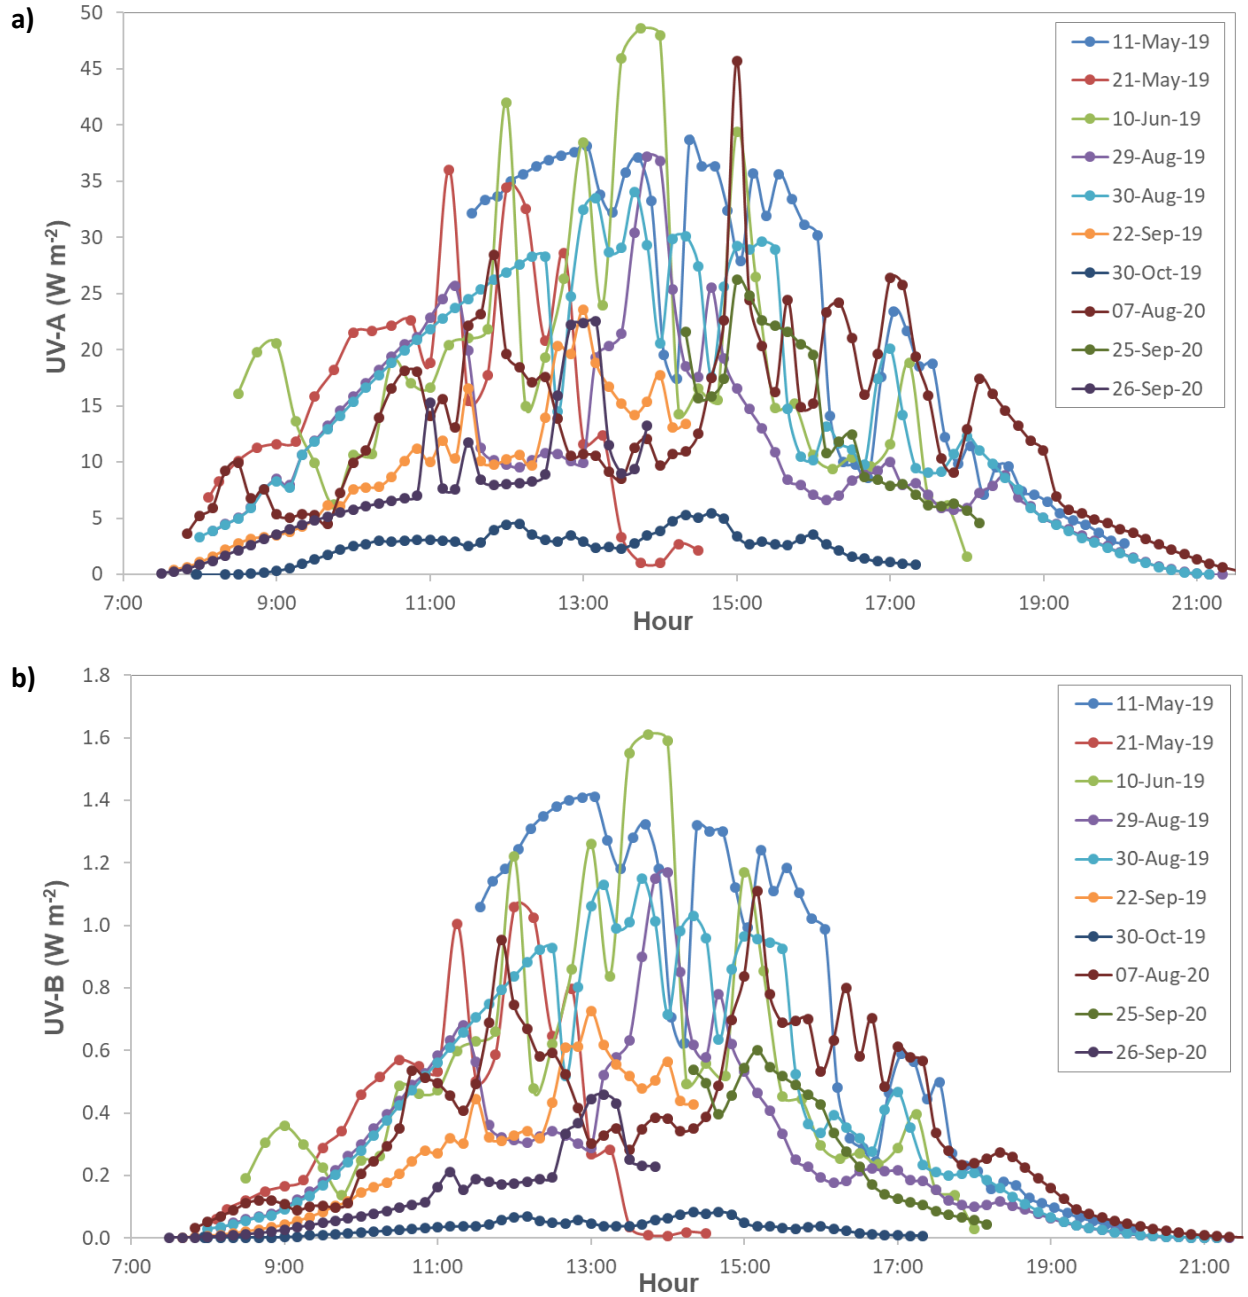 a)
50
45
40
35
30
25
20
15
10
5
0
UV-A (W m⁻²)
7:00 9:00 11:00 13:00 15:00 17:00 19:00 21:00
Hour
11-May-19
21-May-19
10-Jun-19
29-Aug-19
30-Aug-19
22-Sep-19
30-Oct-19
07-Aug-20
25-Sep-20
26-Sep-20
b)
1.8
1.6
1.4
1.2
1.0
0.8
0.6
0.4
0.2
0.0
UV-B (W m⁻²)
7:00 9:00 11:00 13:00 15:00 17:00 19:00 21:00
Hour
11-May-19
21-May-19
10-Jun-19
29-Aug-19
30-Aug-19
22-Sep-19
30-Oct-19
07-Aug-20
25-Sep-20
26-Sep-20